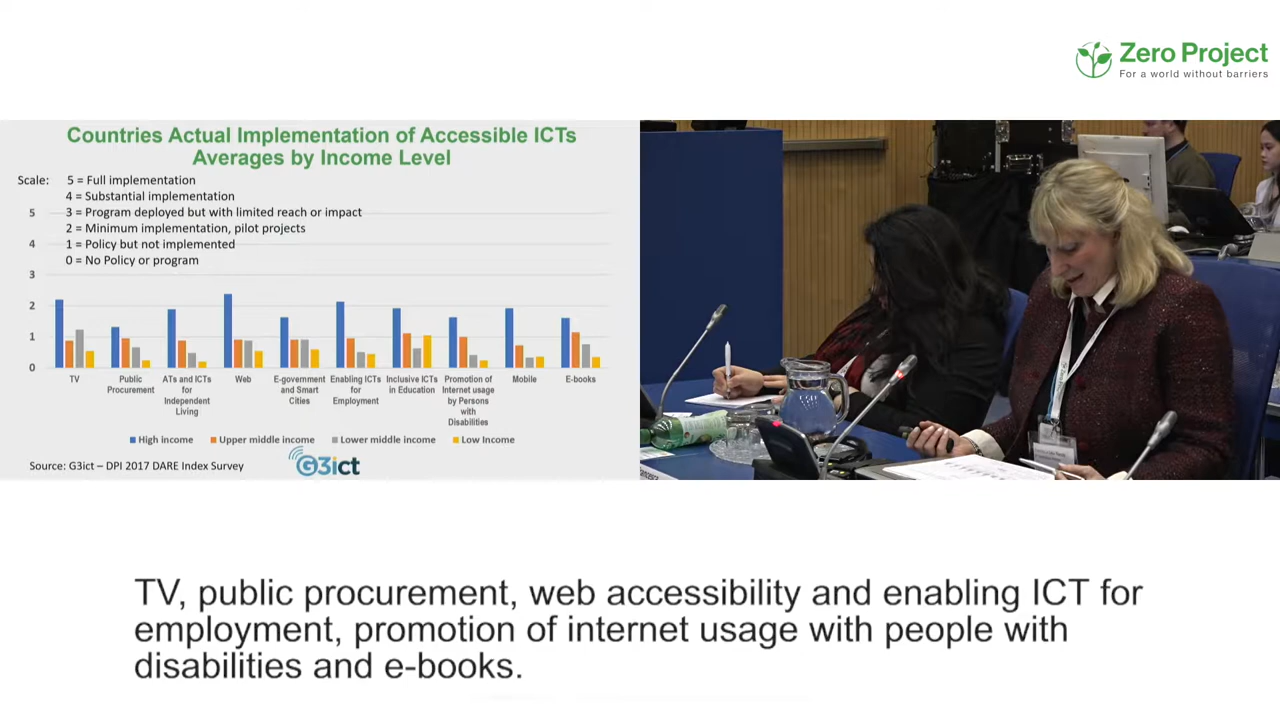 Zero Project
For a world without barriers
Countries Actual Implementation of Accessible ICTs
Averages by Income Level
Scale: 5 = Full implementation
4 = Substantial implementation
3 = Program deployed but with limited reach or impact
2 = Minimum implementation, pilot projects
1 = Policy but not implemented
0 = No Policy or program
5
4
3
2
1
0
TV
Public
Procurement
ATs and ICTs
for
Independent
Living
Web
E-government
and Smart
Cities
Enabling ICTs
for
Employment
Inclusive ICTs
in Education
Promotion of
Internet usage
by Persons
with
Disabilities
Mobile
E-books
High income
Upper middle income
Lower middle income
Low Income
Source: G3ict – DPI 2017 DARE Index Survey
G3ict
TV, public procurement, web accessibility and enabling ICT for
employment, promotion of internet usage with people with
disabilities and e-books.